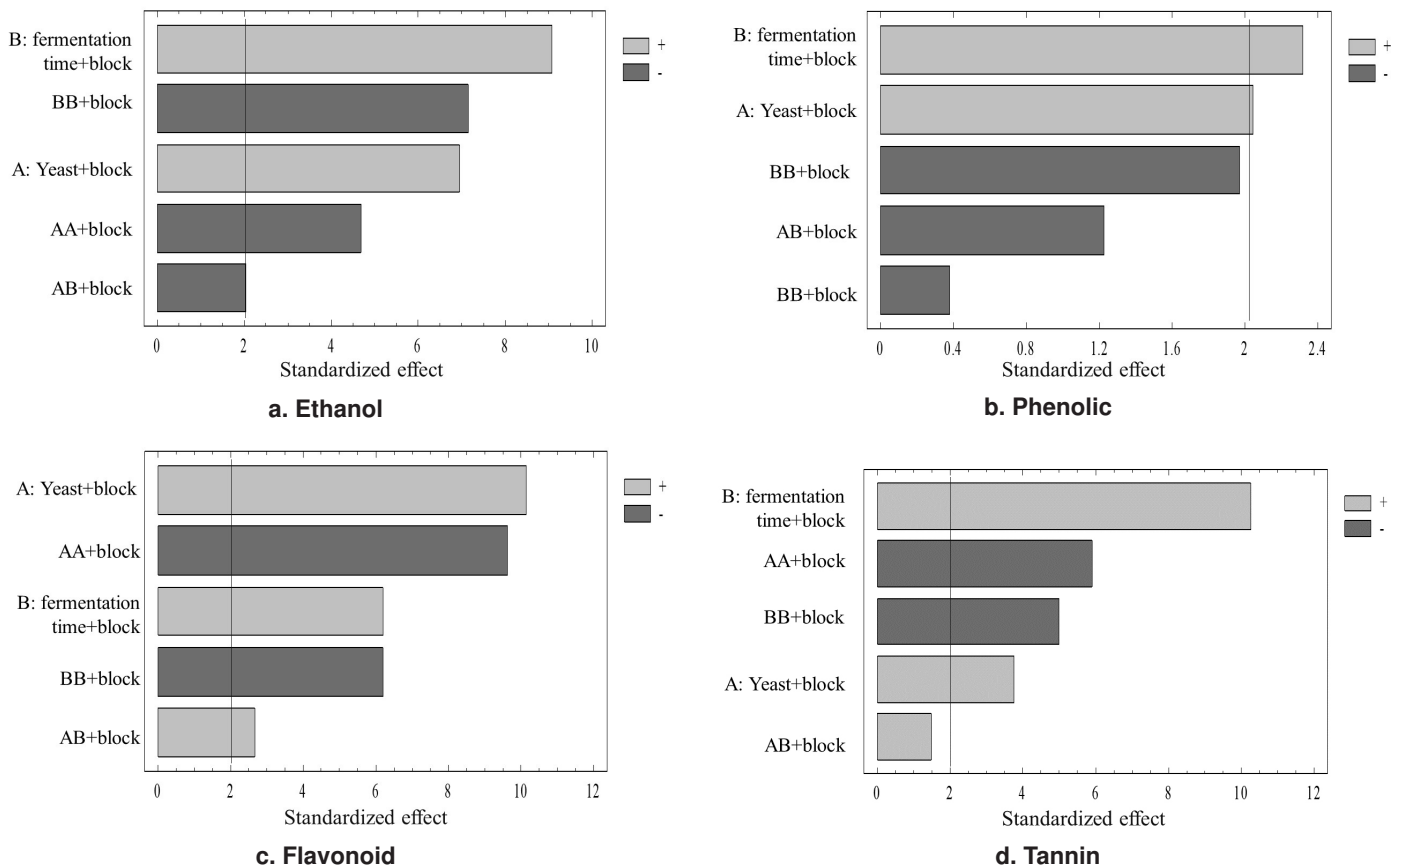 B: fermentation
time+block
BB+block
A: Yeast+block
AA+block
AB+block
+
-
0 2 4 6 8 10
Standardized effect
a. Ethanol
B: fermentation
time+block
A: Yeast+block
BB+block
AB+block
BB+block
+
-
0 0.4 0.8 1.2 1.6 2 2.4
Standardized effect
b. Phenolic
A: Yeast+block
AA+block
B: fermentation
time+block
BB+block
AB+block
+
-
0 2 4 6 8 10 12
Standardized effect
c. Flavonoid
B: fermentation
time+block
AA+block
BB+block
A: Yeast+block
AB+block
+
-
0 2 4 6 8 10 12
Standardized effect
d. Tannin